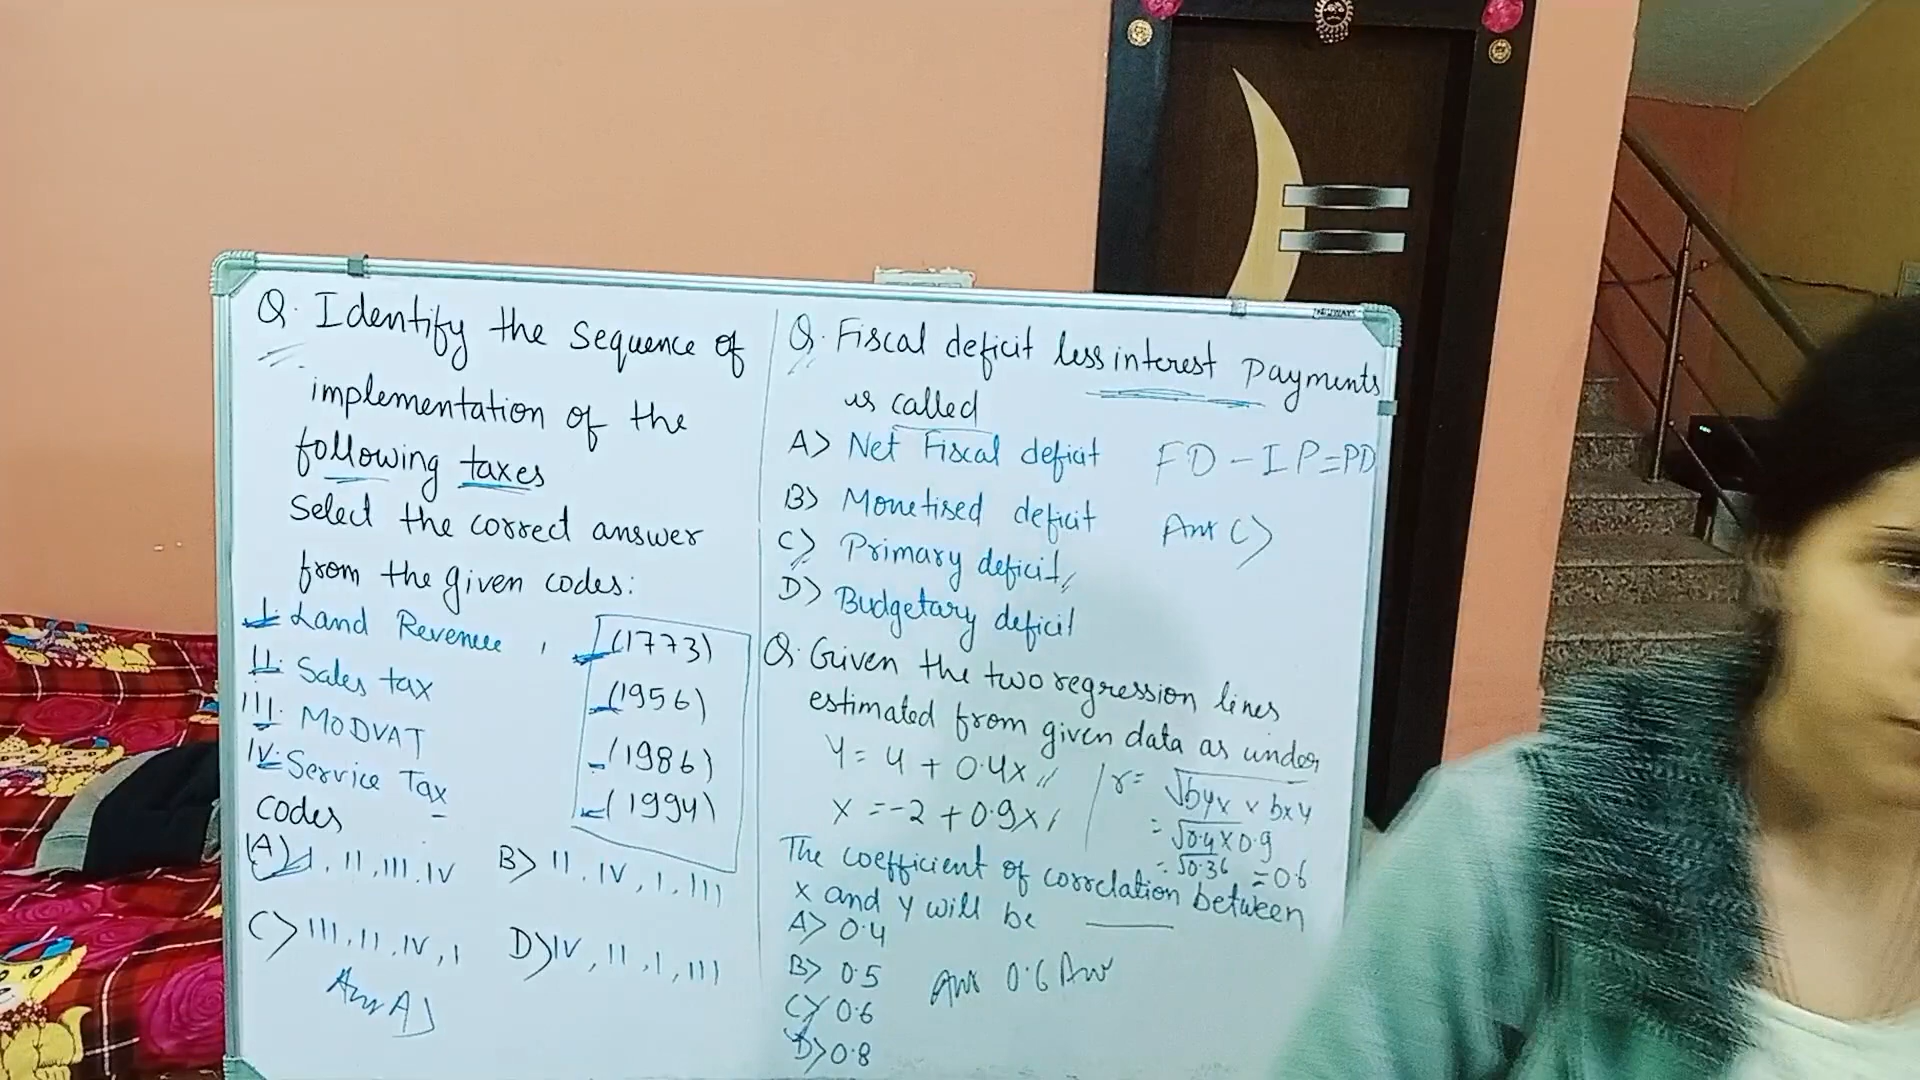 Q. Identify the sequence of
implementation of the
following taxes
Select the correct answer
from the given codes:
I. Land Revenue, (1773)
II. Sales tax (1956)
III. MODVAT (1986)
IV. Service Tax (1994)
Codes
(A) I, II, III, IV B> II, IV, I, III
C> III, II, IV, I D> IV, II, I, III
Ans A)
Q. Fiscal deficit less interest Payments
is called
A> Net Fiscal deficit FD - IP = PD
B> Monetised deficit Ans C)
C> Primary deficit
D> Budgetary deficit
Q. Given the two regression lines
estimated from given data as under
Y = 4 + 0.4x
X = -2 + 0.9x
r = √byx × bxy
= √0.4 × 0.9
= √0.36 = 0.6
The coefficient of correlation between
x and y will be
A> 0.4
B> 0.5 Ans 0.6 Ans
C> 0.6
D> 0.8